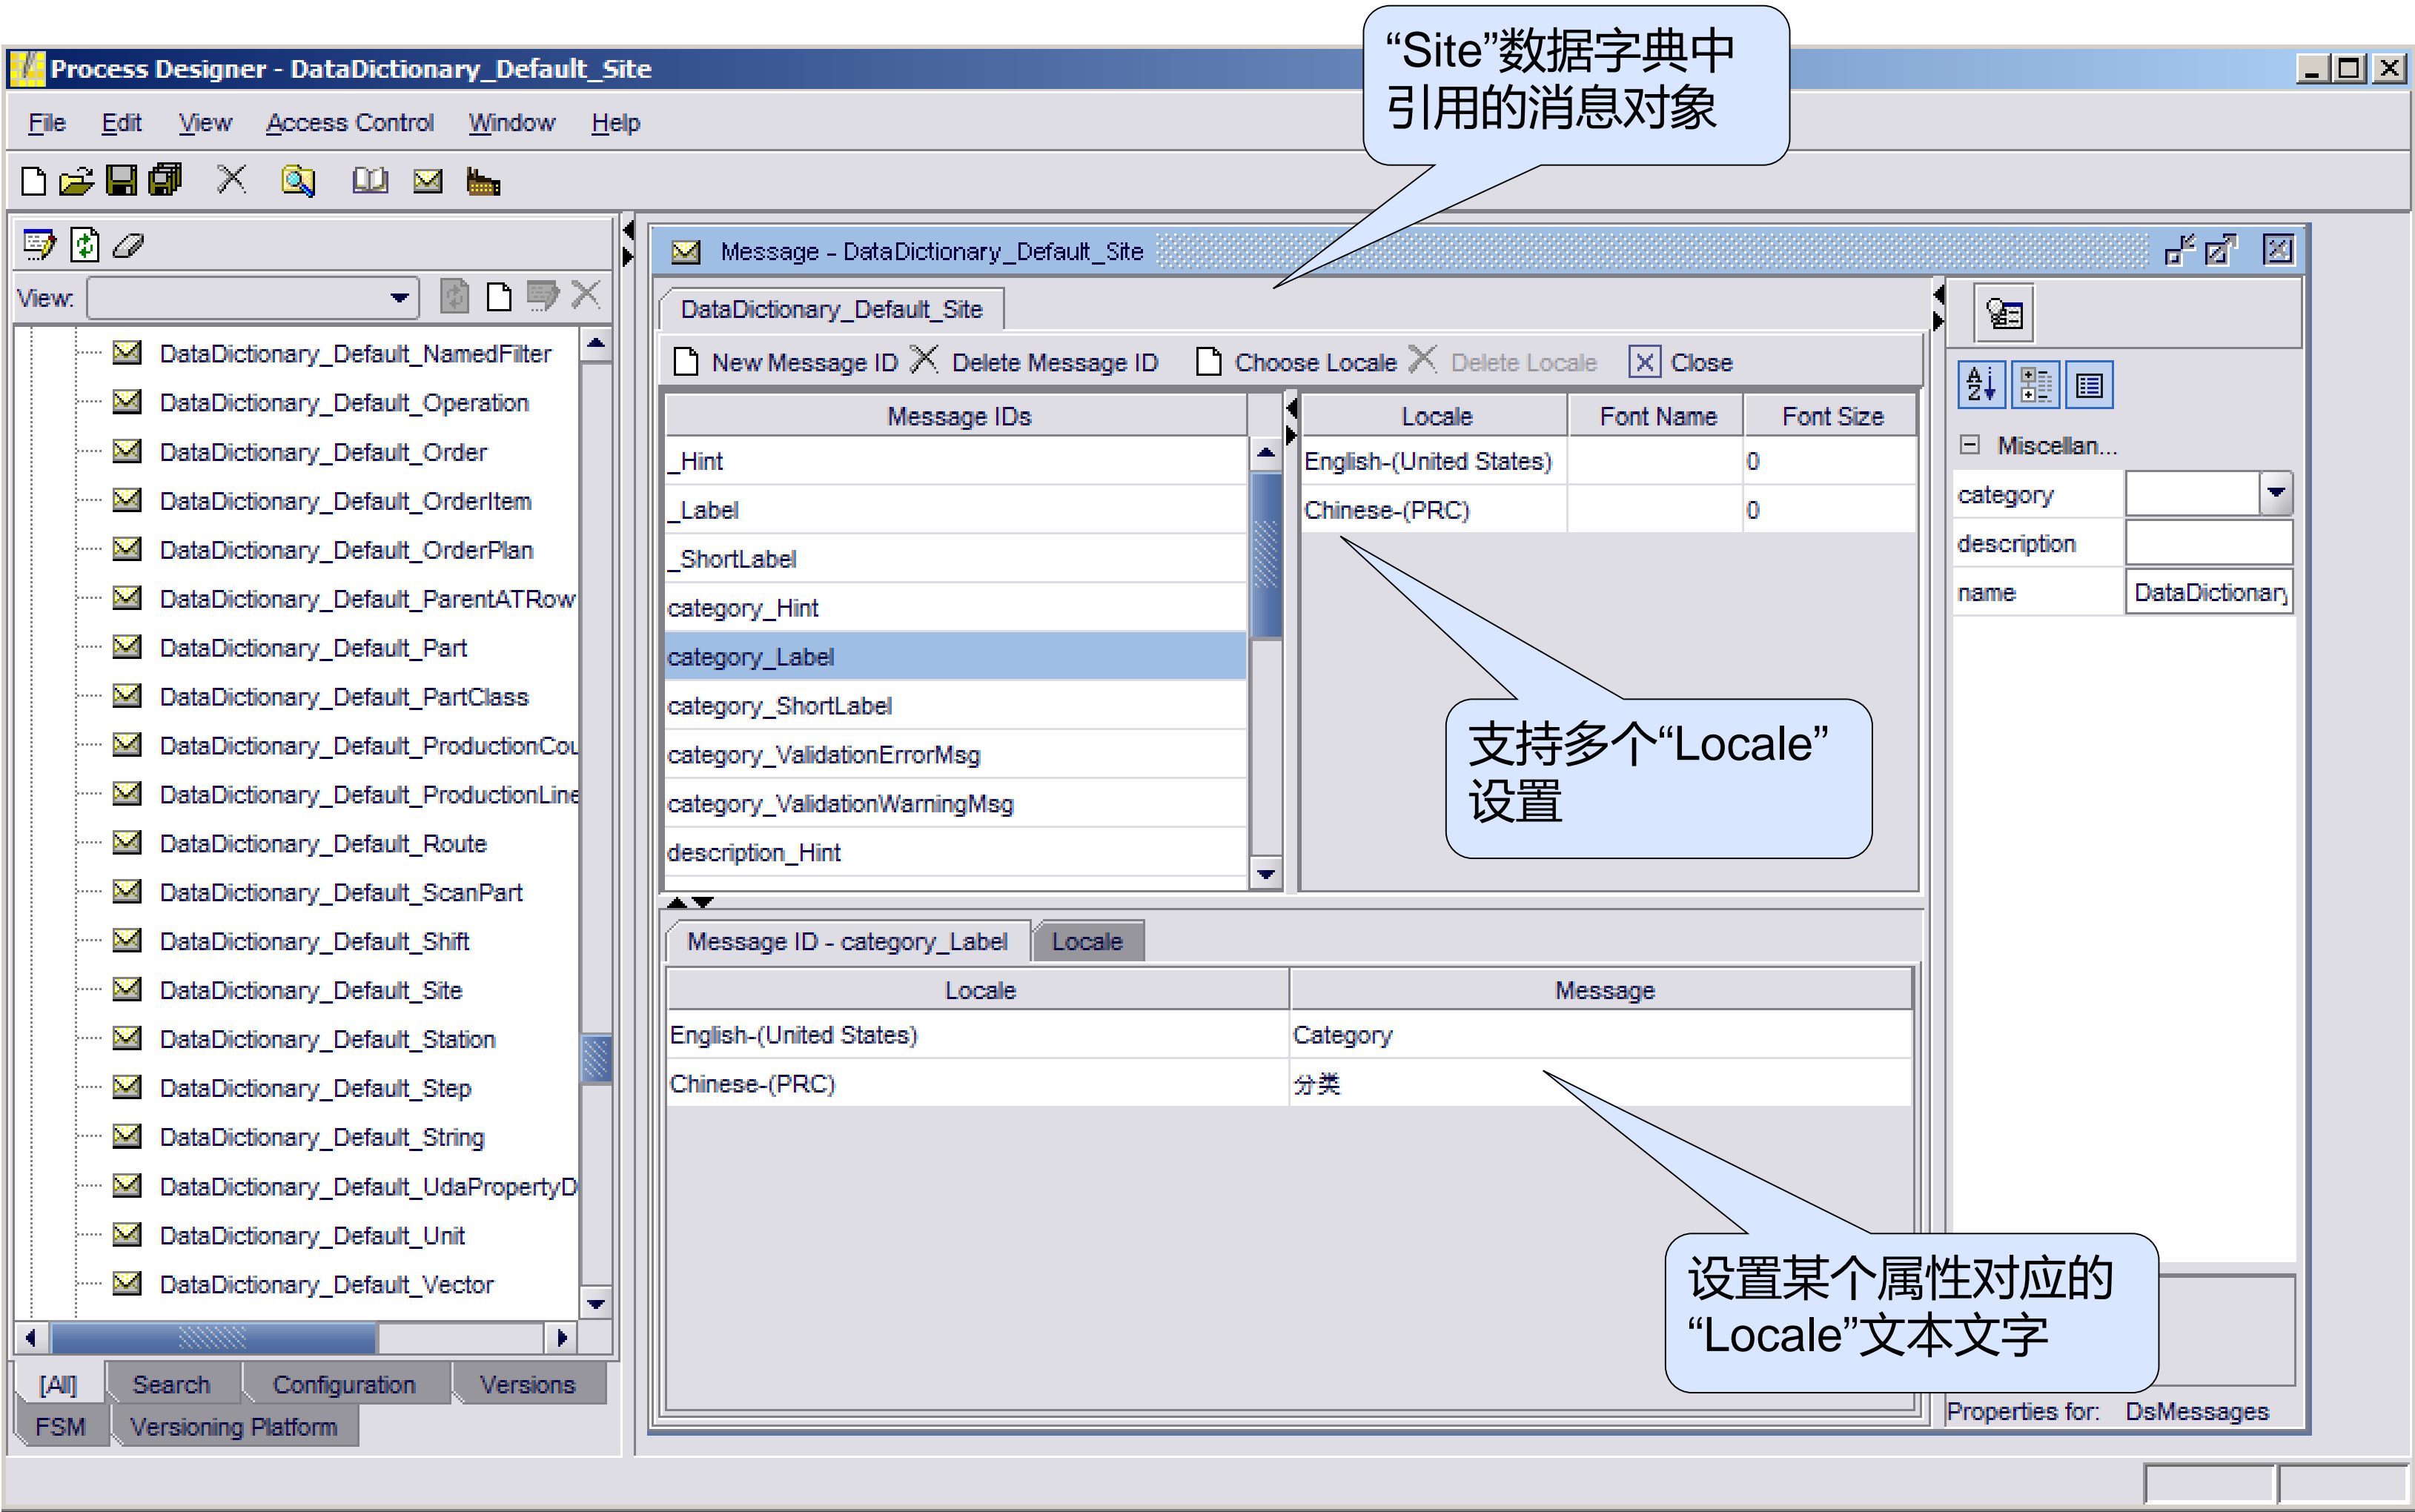 “Site”数据字典中
引用的消息对象
Process Designer - DataDictionary_Default_Site
File Edit View Access Control Window Help
View:
DataDictionary_Default_NamedFilter
DataDictionary_Default_Operation
DataDictionary_Default_Order
DataDictionary_Default_OrderItem
DataDictionary_Default_OrderPlan
DataDictionary_Default_ParentATRow
DataDictionary_Default_Part
DataDictionary_Default_PartClass
DataDictionary_Default_ProductionCou
DataDictionary_Default_ProductionLine
DataDictionary_Default_Route
DataDictionary_Default_ScanPart
DataDictionary_Default_Shift
DataDictionary_Default_Site
DataDictionary_Default_Station
DataDictionary_Default_Step
DataDictionary_Default_String
DataDictionary_Default_UdaPropertyD
DataDictionary_Default_Unit
DataDictionary_Default_Vector
[All] Search Configuration Versions
FSM Versioning Platform
Message - DataDictionary_Default_Site
DataDictionary_Default_Site
New Message ID Delete Message ID Choose Locale Delete Locale Close
Message IDs
_Hint
_Label
_ShortLabel
category_Hint
category_Label
category_ShortLabel
category_ValidationErrorMsg
category_ValidationWarningMsg
description_Hint
Locale Font Name Font Size
English-(United States) 0
Chinese-(PRC) 0
支持多个“Locale”
设置
Message ID - category_Label Locale
Locale Message
English-(United States) Category
Chinese-(PRC) 分类
设置某个属性对应的
“Locale”文本文字
Miscellan...
category
description
name DataDictionary
Properties for: DsMessages